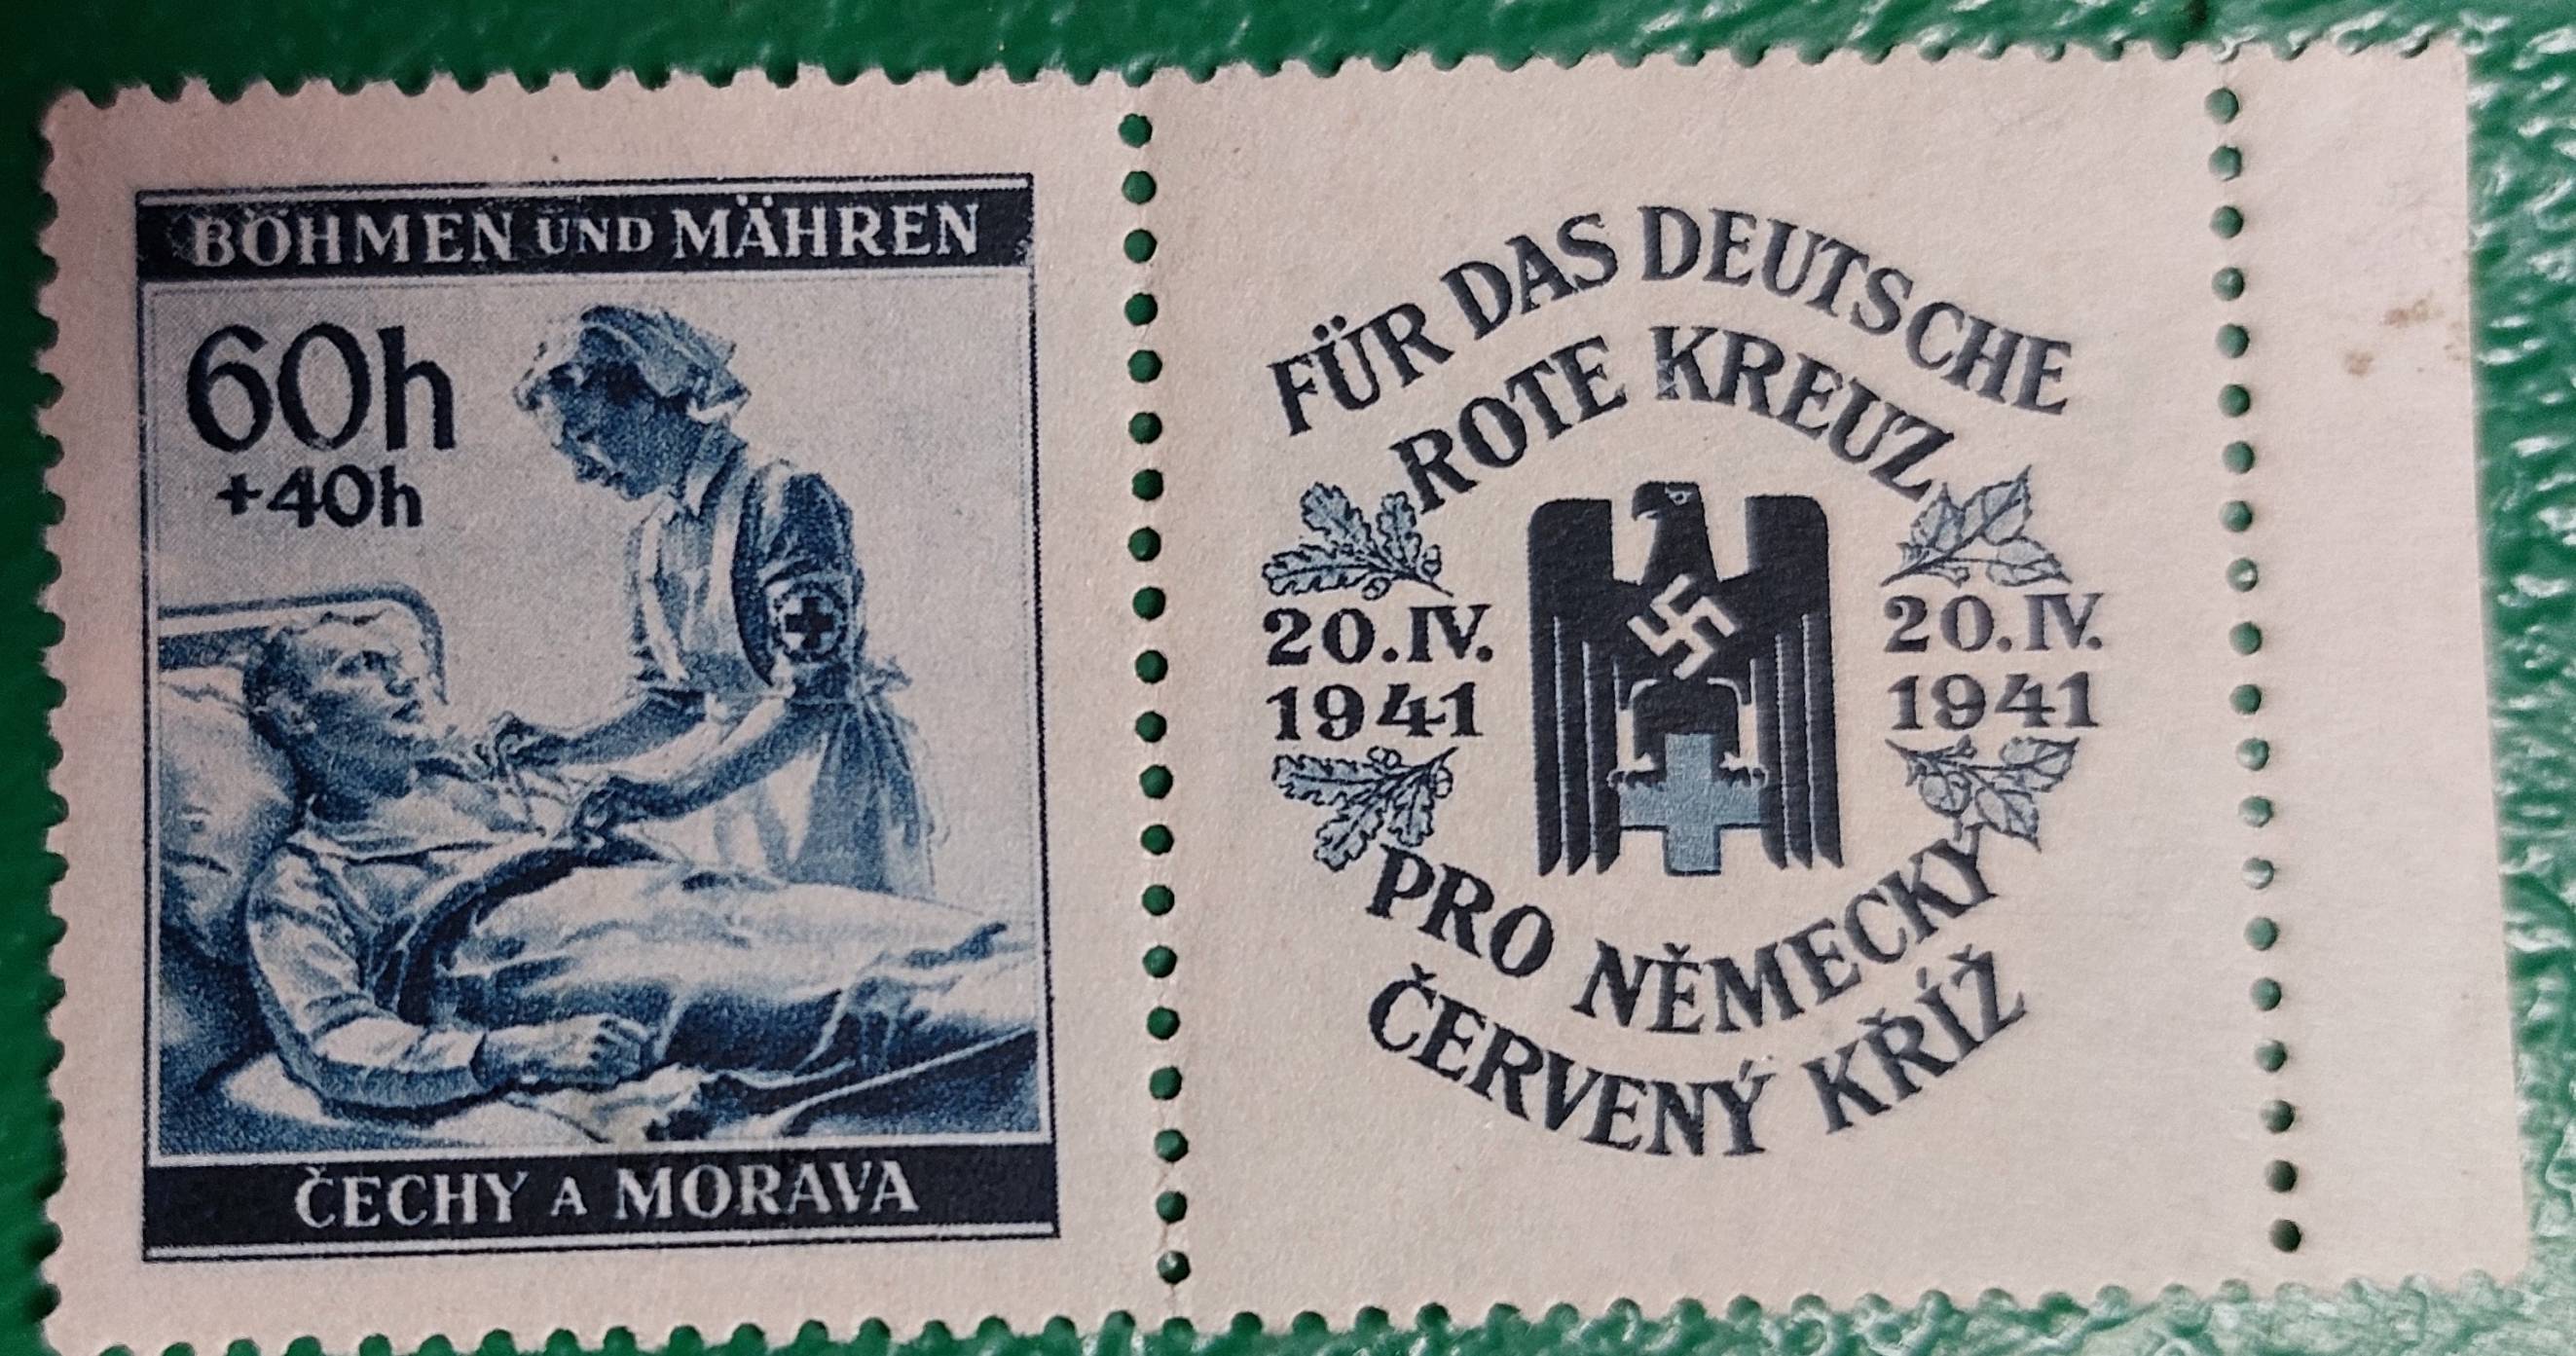 BÖHMEN UND MÄHREN
60h
+40h
ČECHY A MORAVA
FÜR DAS DEUTSCHE
ROTE KREUZ
20.IV.
1941
20.IV.
1941
PRO NĚMECKÝ
ČERVENÝ KŘÍŽ